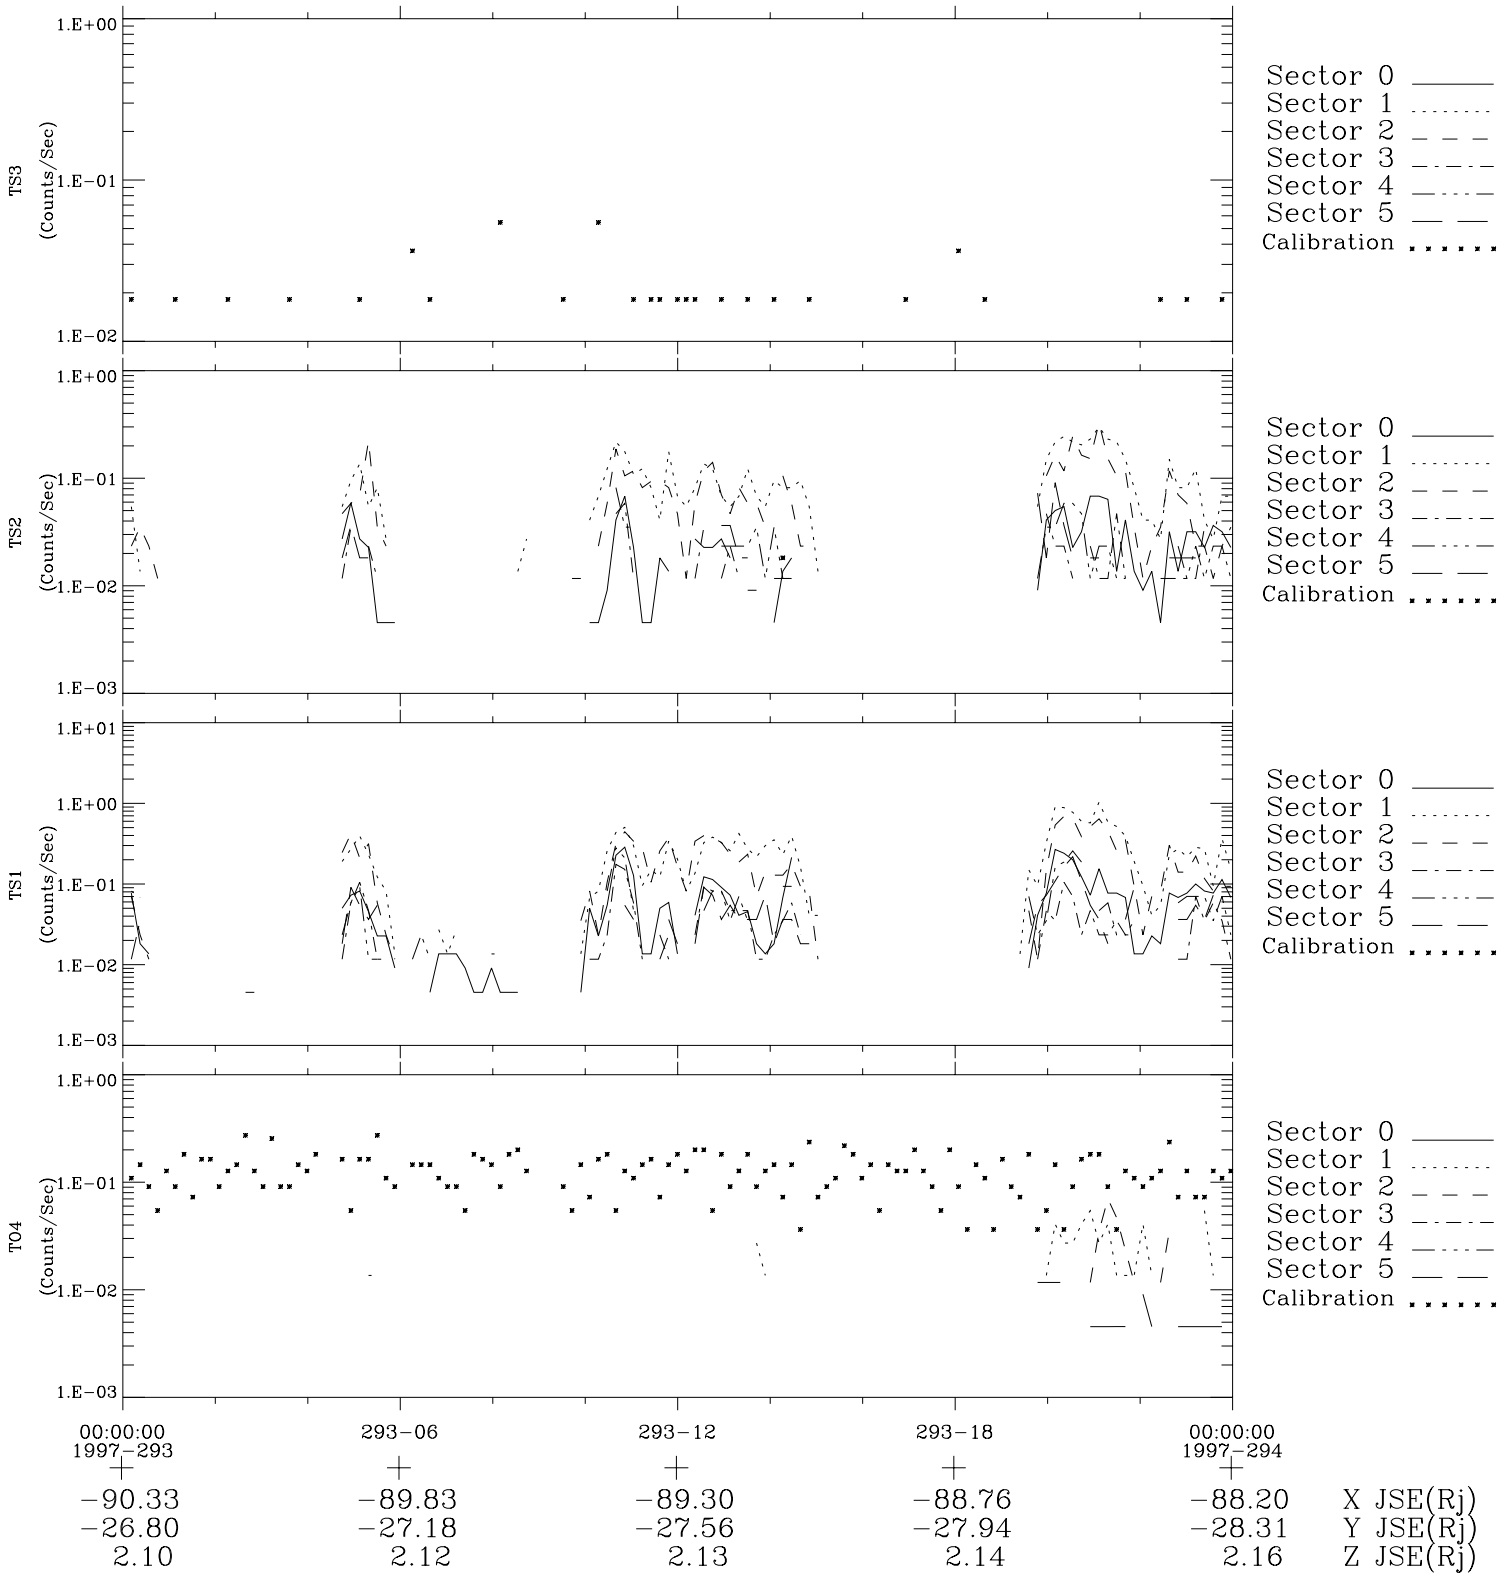 1.E+00
TS3
(Counts/Sec)
1.E-01
1.E-02
Sector 0
Sector 1
Sector 2
Sector 3
Sector 4
Sector 5
Calibration
1.E+00
TS2
(Counts/Sec)
1.E-01
1.E-02
1.E-03
Sector 0
Sector 1
Sector 2
Sector 3
Sector 4
Sector 5
Calibration
1.E+01
1.E+00
TS1
(Counts/Sec)
1.E-01
1.E-02
1.E-03
Sector 0
Sector 1
Sector 2
Sector 3
Sector 4
Sector 5
Calibration
1.E+00
TO4
(Counts/Sec)
1.E-01
1.E-02
1.E-03
Sector 0
Sector 1
Sector 2
Sector 3
Sector 4
Sector 5
Calibration
00:00:00 293-06 293-12 293-18 00:00:00
1997-293 1997-294
-90.33 -89.83 -89.30 -88.76 -88.20 X JSE(Rj)
-26.80 -27.18 -27.56 -27.94 -28.31 Y JSE(Rj)
2.10 2.12 2.13 2.14 2.16 Z JSE(Rj)